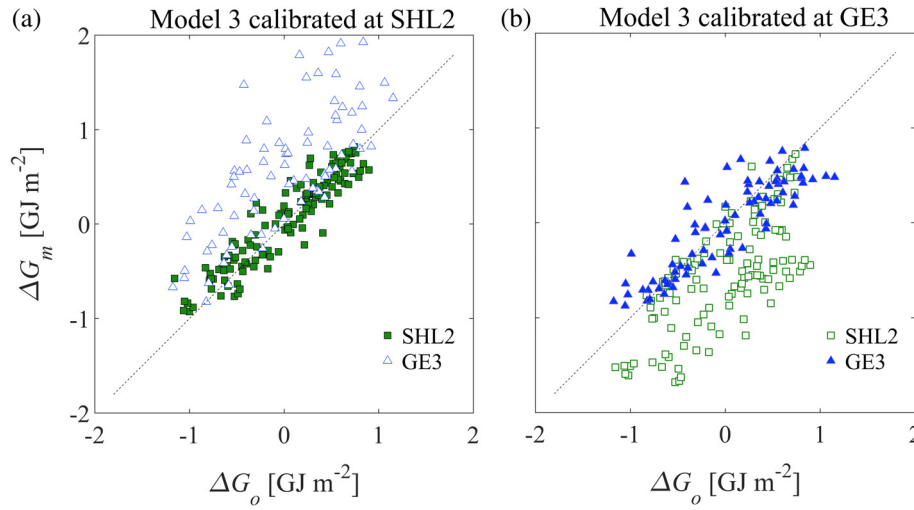 (a) Model 3 calibrated at SHL2
2
1
0
-1
-2
ΔGₘ [GJ m⁻²]
SHL2
GE3
-2 -1 0 1 2
ΔGₒ [GJ m⁻²]
(b) Model 3 calibrated at GE3
SHL2
GE3
-2 -1 0 1 2
ΔGₒ [GJ m⁻²]